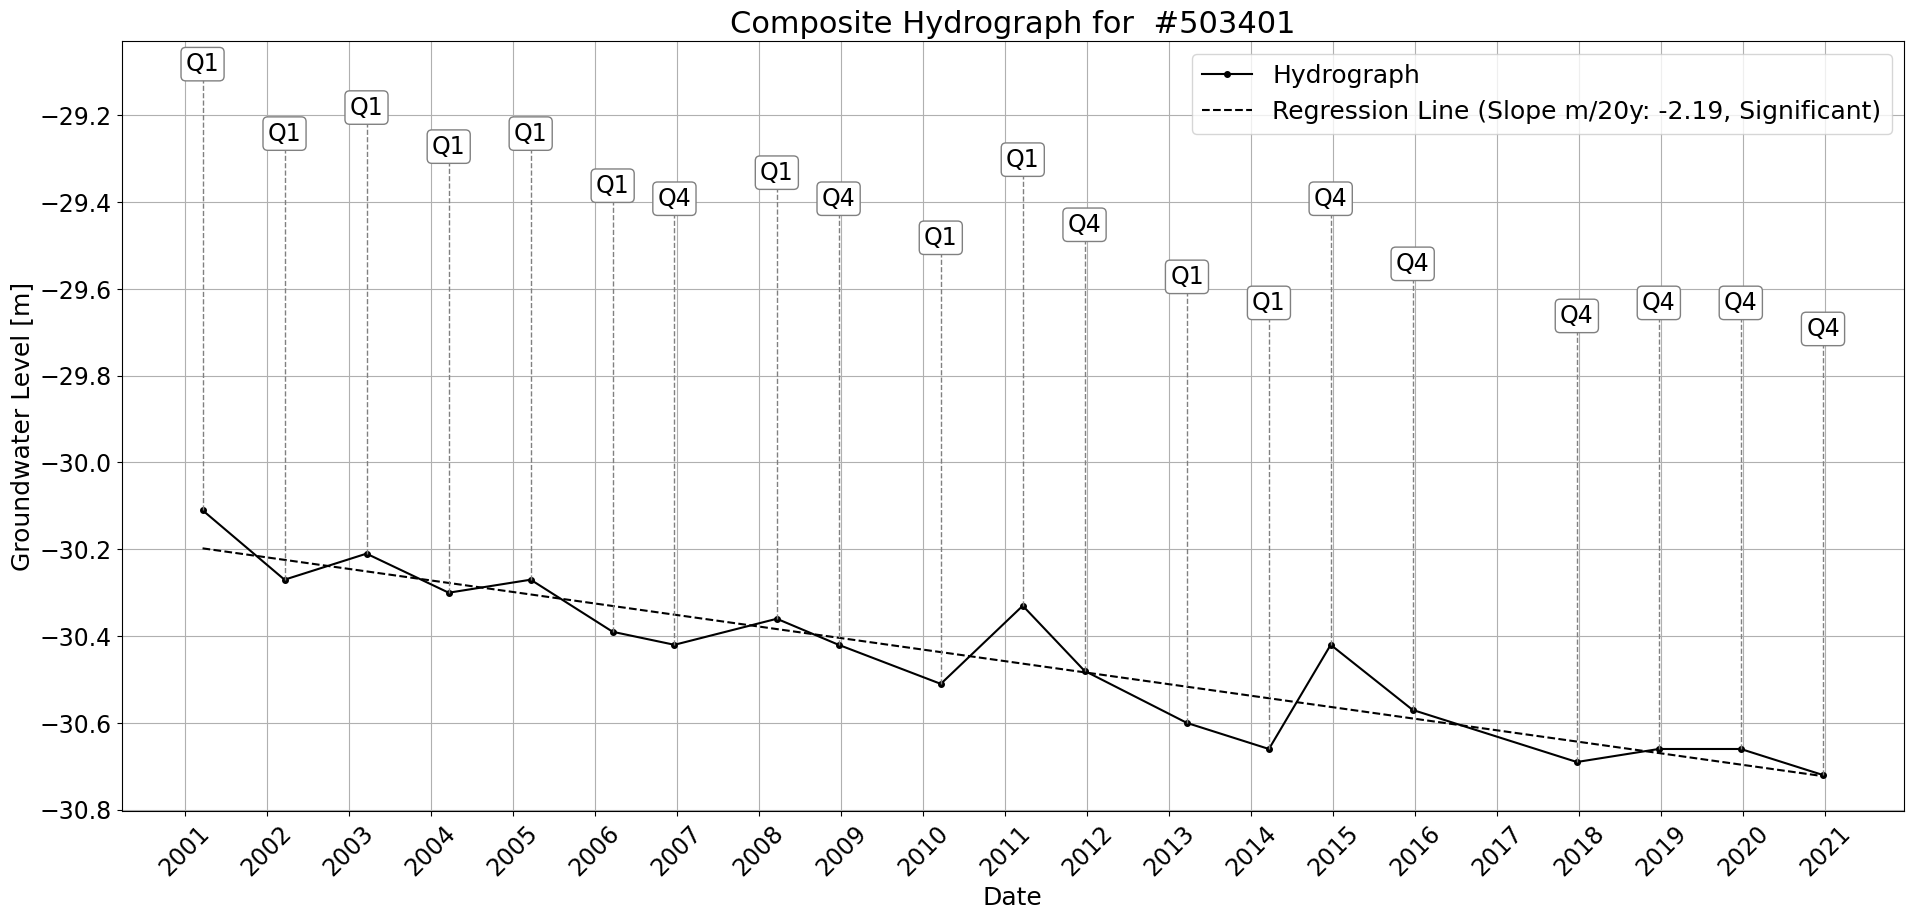 Composite Hydrograph for  #503401
Hydrograph
Regression Line (Slope m/20y: -2.19, Significant)
Q1
Q1
Q1
Q1
Q1
Q1
Q4
Q1
Q4
Q1
Q1
Q4
Q1
Q1
Q4
Q4
Q4
Q4
Q4
Q4
Groundwater Level [m]
−29.2
−29.4
−29.6
−29.8
−30.0
−30.2
−30.4
−30.6
−30.8
2001
2002
2003
2004
2005
2006
2007
2008
2009
2010
2011
2012
2013
2014
2015
2016
2017
2018
2019
2020
2021
Date